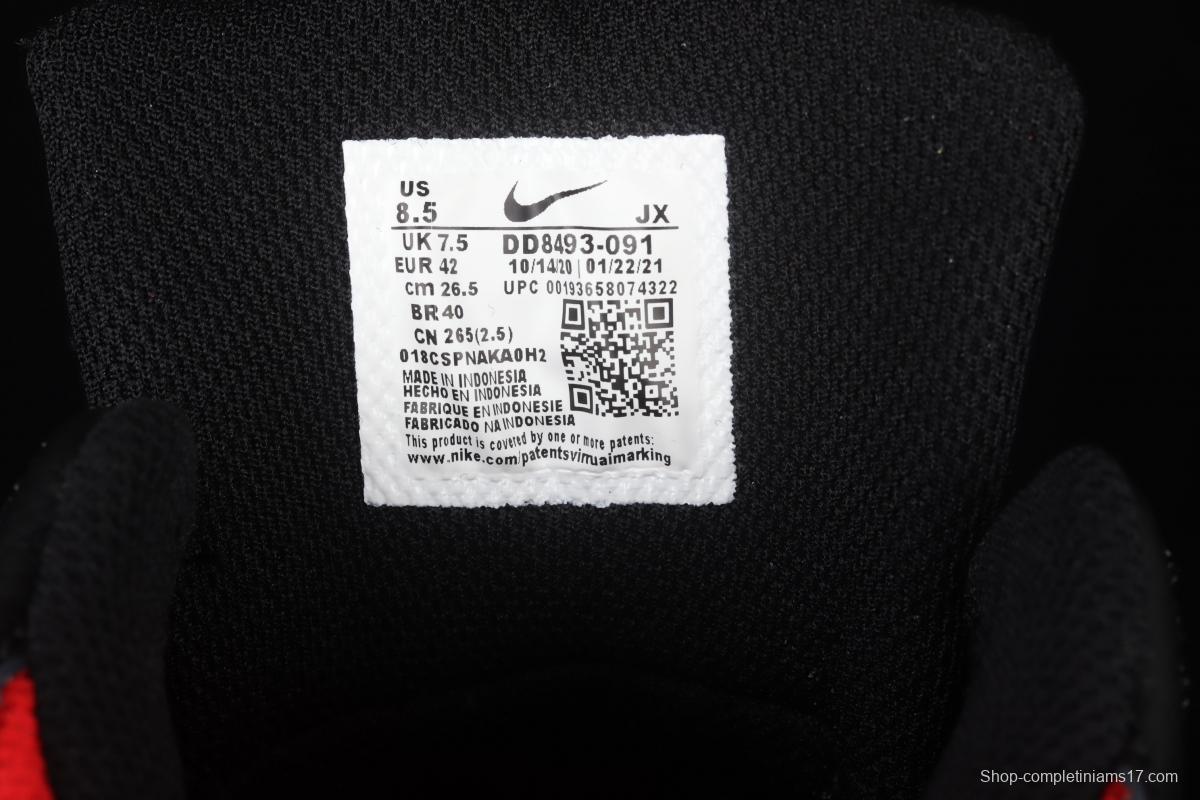 US
8.5 JX
UK 7.5 DD8493-091
EUR 42 10/14/20 | 01/22/21
cm 26.5 UPC 00193658074322
BR 40
CN 265(2.5)
018CSPNAKA0H2
MADE IN INDONESIA
HECHO EN INDONESIA
FABRIQUE EN INDONESIE
FABRICADO NA INDONESIA
This product is covered by one or more patents:
www.nike.com/patentsvirruaimarking
Shop-completiniams17.com